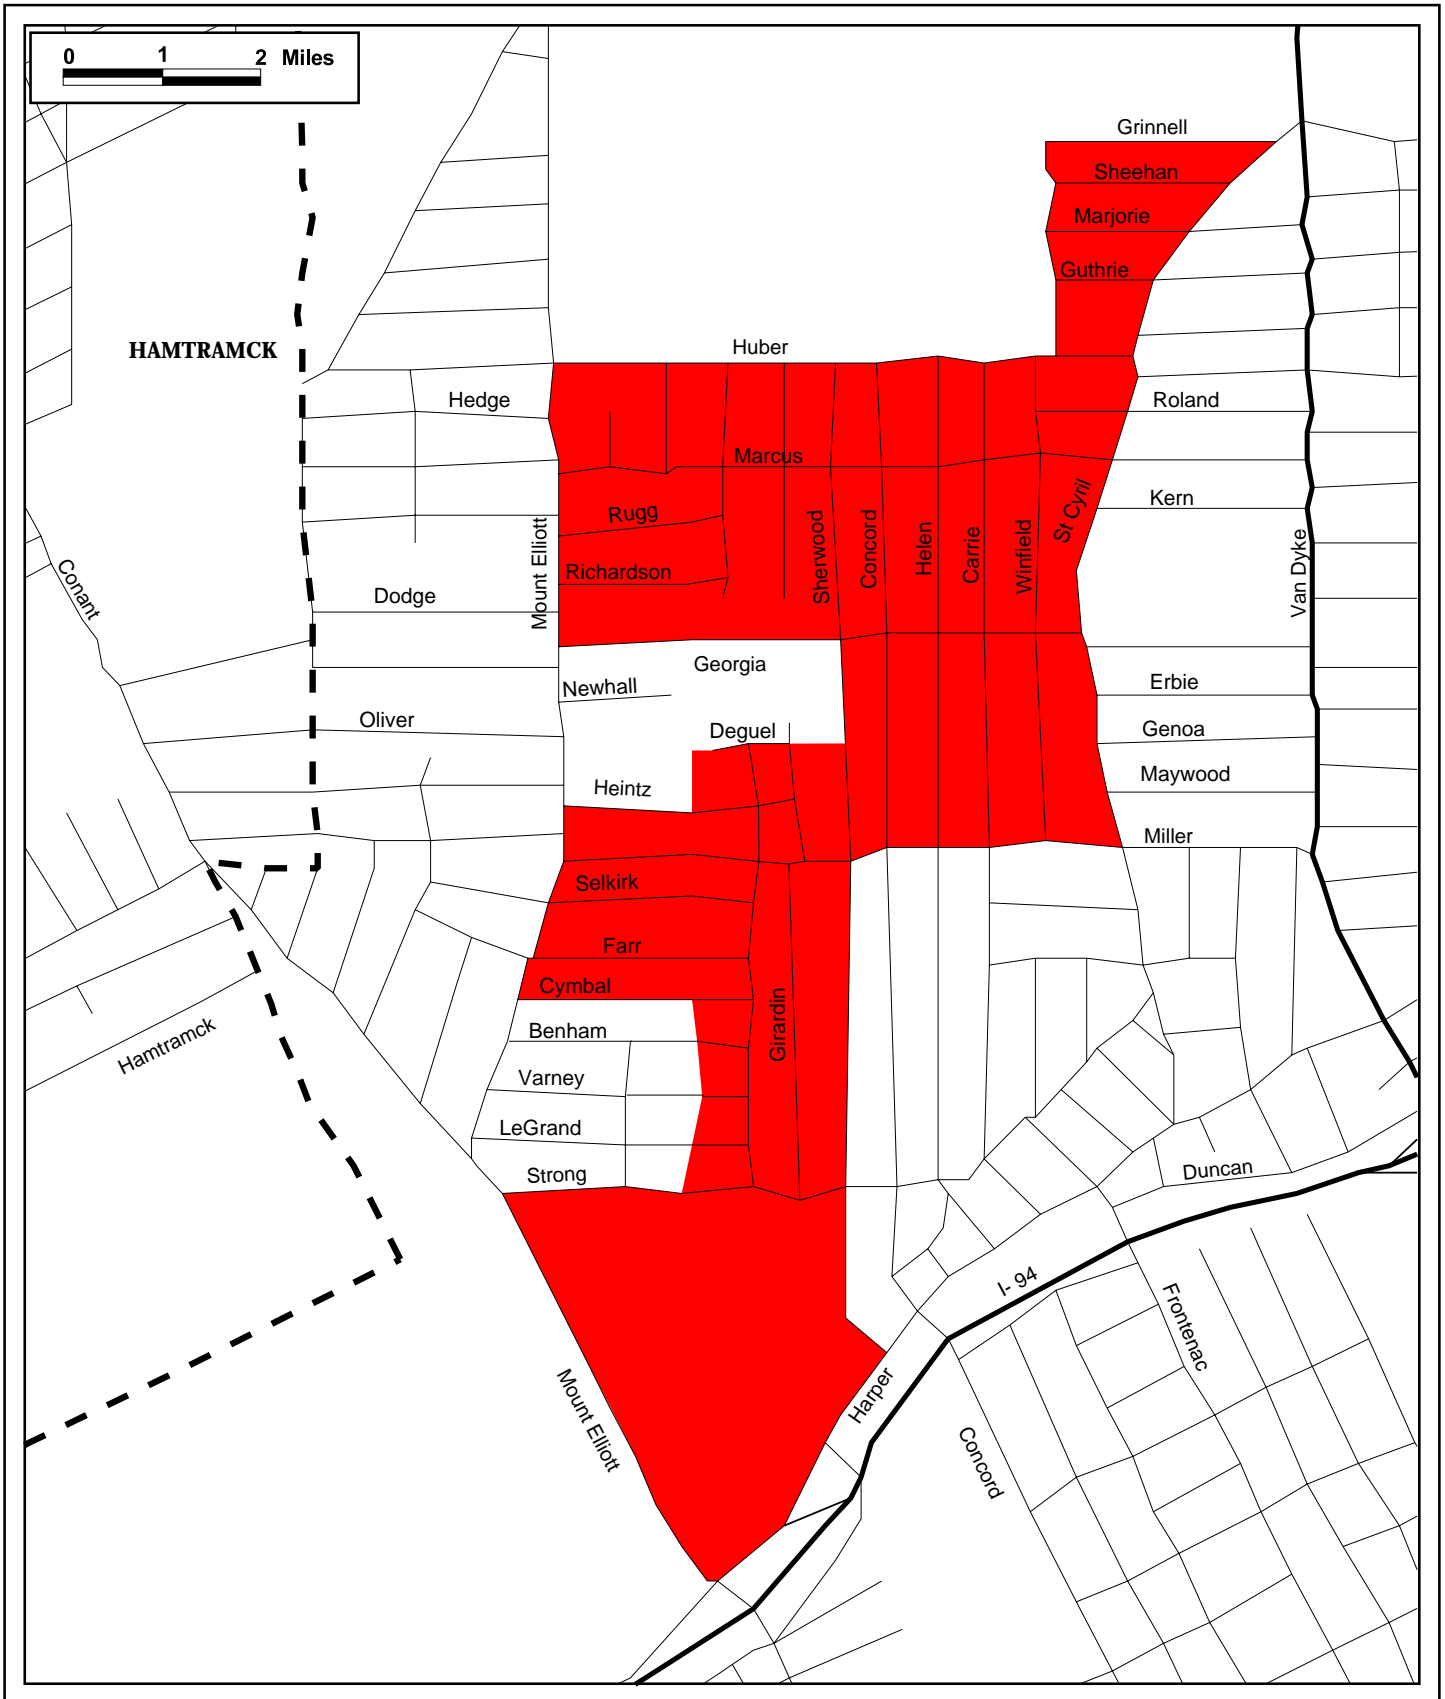 0 1 2 Miles
Grinnell
Sheehan
Marjorie
Guthrie
HAMTRAMCK
Huber
Hedge
Roland
Marcus
Kern
Rugg
St Cyril
Mount Elliott
Sherwood
Concord
Helen
Carrie
Winfield
Van Dyke
Richardson
Conant
Dodge
Georgia
Newhall
Erbie
Oliver
Deguel
Genoa
Heintz
Maywood
Miller
Selkirk
Farr
Cymbal
Girardin
Benham
Hamtramck
Varney
LeGrand
Strong
Duncan
I- 94
Frontenac
Mount Elliott
Harper
Concord